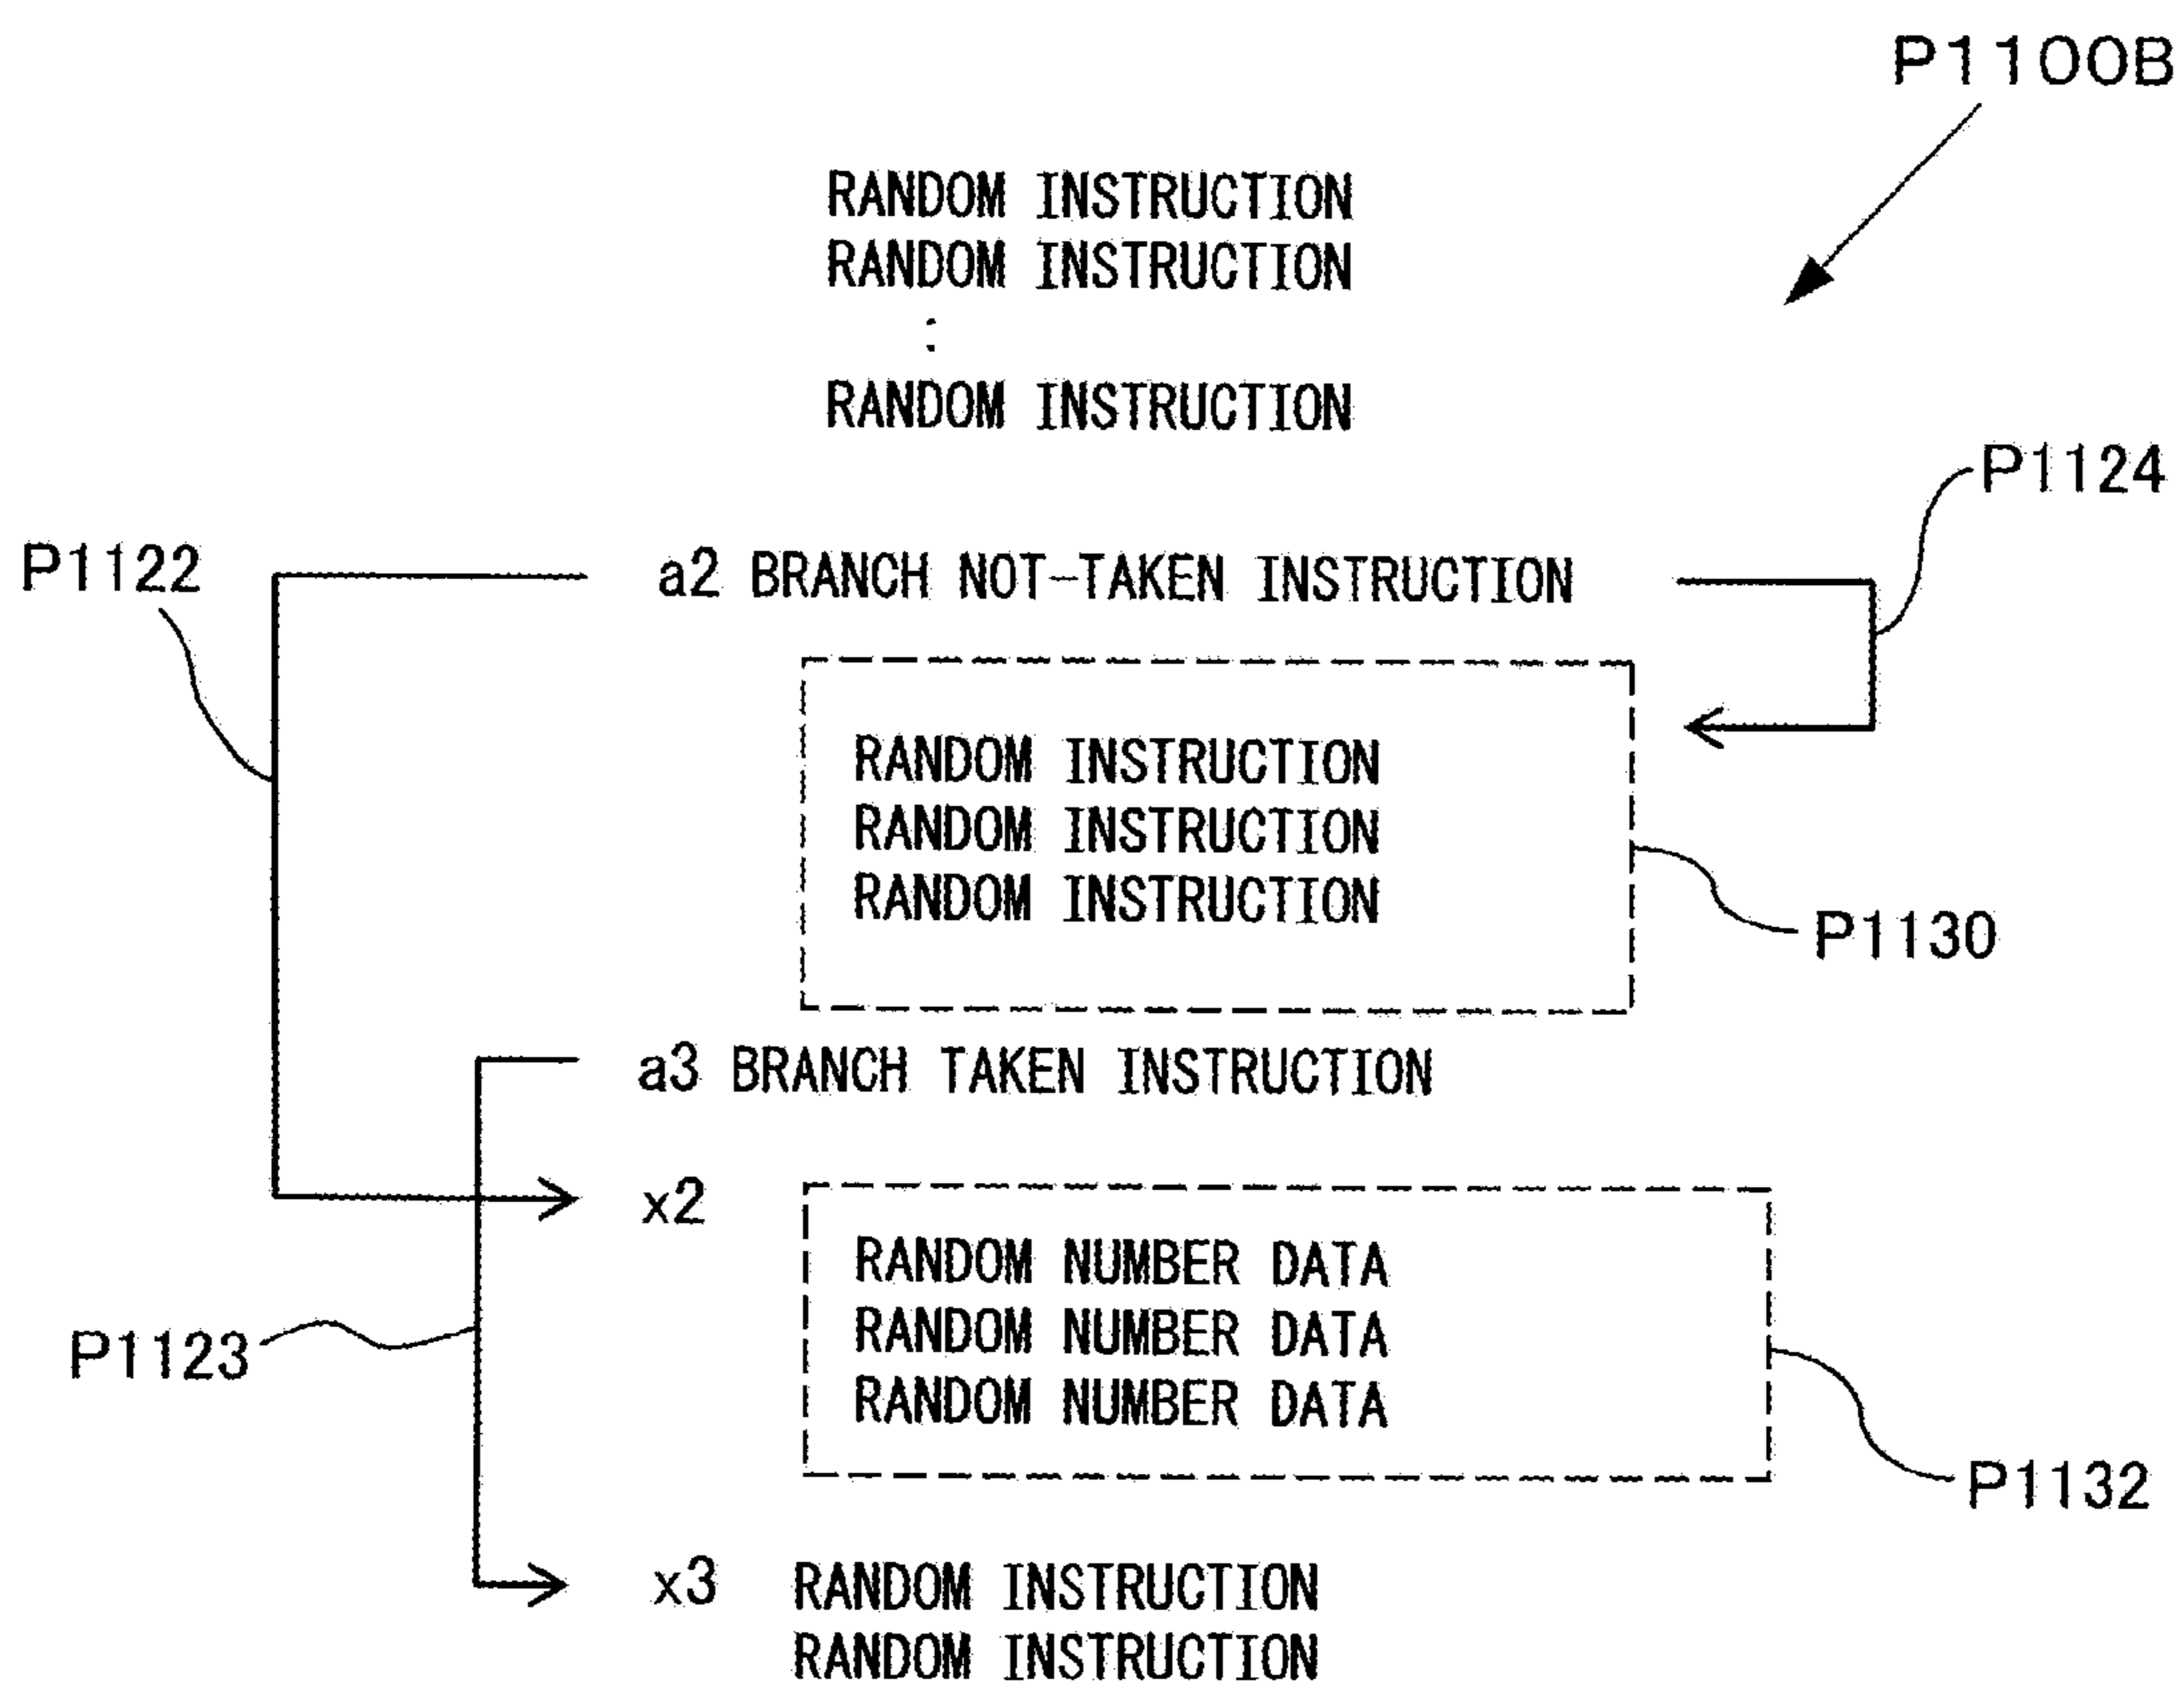 P1100B
RANDOM INSTRUCTION
RANDOM INSTRUCTION
:
RANDOM INSTRUCTION
P1124
P1122
a2 BRANCH NOT-TAKEN INSTRUCTION
RANDOM INSTRUCTION
RANDOM INSTRUCTION
RANDOM INSTRUCTION
P1130
a3 BRANCH TAKEN INSTRUCTION
x2
RANDOM NUMBER DATA
RANDOM NUMBER DATA
RANDOM NUMBER DATA
P1123
P1132
x3 RANDOM INSTRUCTION
RANDOM INSTRUCTION